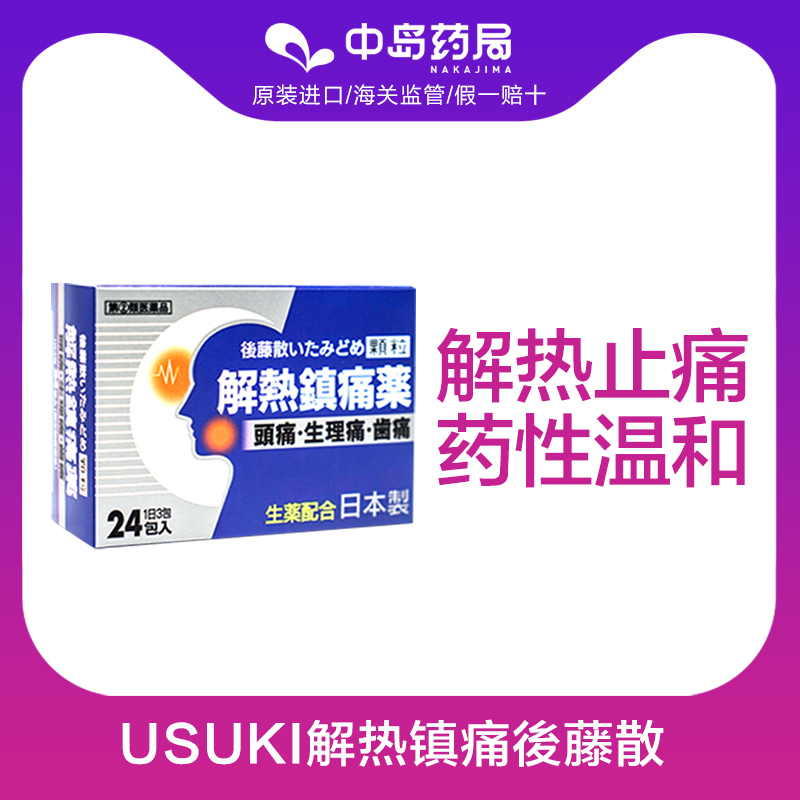 中岛药局
NAKAJIMA
原装进口/海关监管/假一赔十
指定②類医薬品
後藤散いたみどめ 顆粒
解熱鎮痛薬
頭痛・生理痛・歯痛
生薬配合 日本製
24包入
1日3包
解热止痛
药性温和
USUKI解热镇痛後藤散